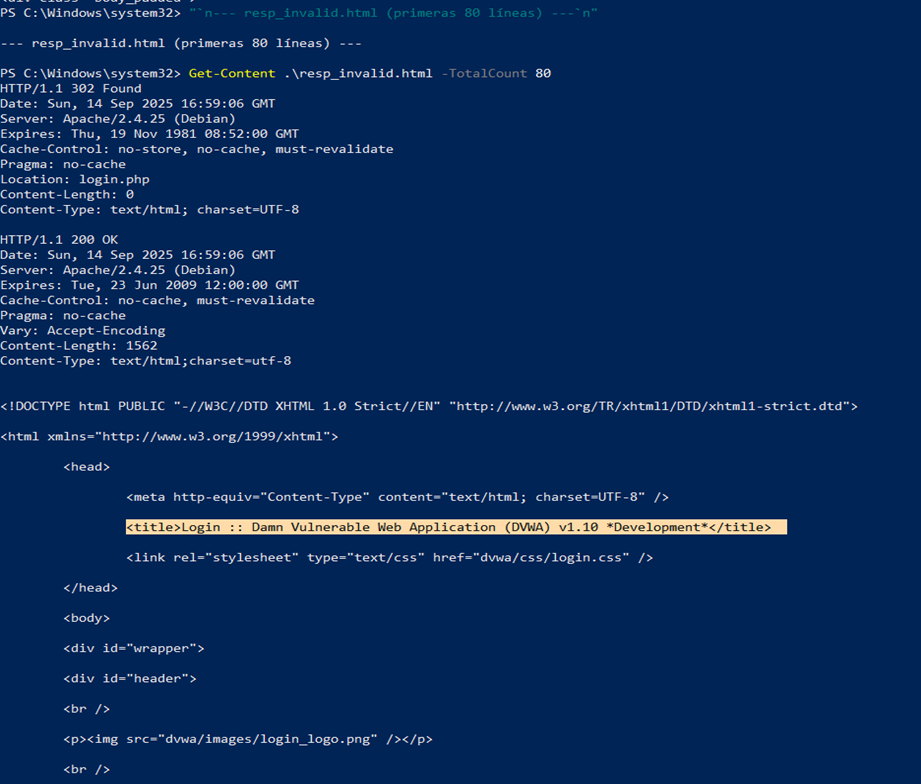 PS C:\Windows\system32> "`n--- resp_invalid.html (primeras 80 líneas) ---`n"
--- resp_invalid.html (primeras 80 líneas) ---
PS C:\Windows\system32> Get-Content .\resp_invalid.html -TotalCount 80
HTTP/1.1 302 Found
Date: Sun, 14 Sep 2025 16:59:06 GMT
Server: Apache/2.4.25 (Debian)
Expires: Thu, 19 Nov 1981 08:52:00 GMT
Cache-Control: no-store, no-cache, must-revalidate
Pragma: no-cache
Location: login.php
Content-Length: 0
Content-Type: text/html; charset=UTF-8
HTTP/1.1 200 OK
Date: Sun, 14 Sep 2025 16:59:06 GMT
Server: Apache/2.4.25 (Debian)
Expires: Tue, 23 Jun 2009 12:00:00 GMT
Cache-Control: no-cache, must-revalidate
Pragma: no-cache
Vary: Accept-Encoding
Content-Length: 1562
Content-Type: text/html;charset=utf-8
<!DOCTYPE html PUBLIC "-//W3C//DTD XHTML 1.0 Strict//EN" "http://www.w3.org/TR/xhtml1/DTD/xhtml1-strict.dtd">
<html xmlns="http://www.w3.org/1999/xhtml">
<head>
<meta http-equiv="Content-Type" content="text/html; charset=UTF-8" />
<title>Login :: Damn Vulnerable Web Application (DVWA) v1.10 *Development*</title>
<link rel="stylesheet" type="text/css" href="dvwa/css/login.css" />
</head>
<body>
<div id="wrapper">
<div id="header">
<br />
<p><img src="dvwa/images/login_logo.png" /></p>
<br />